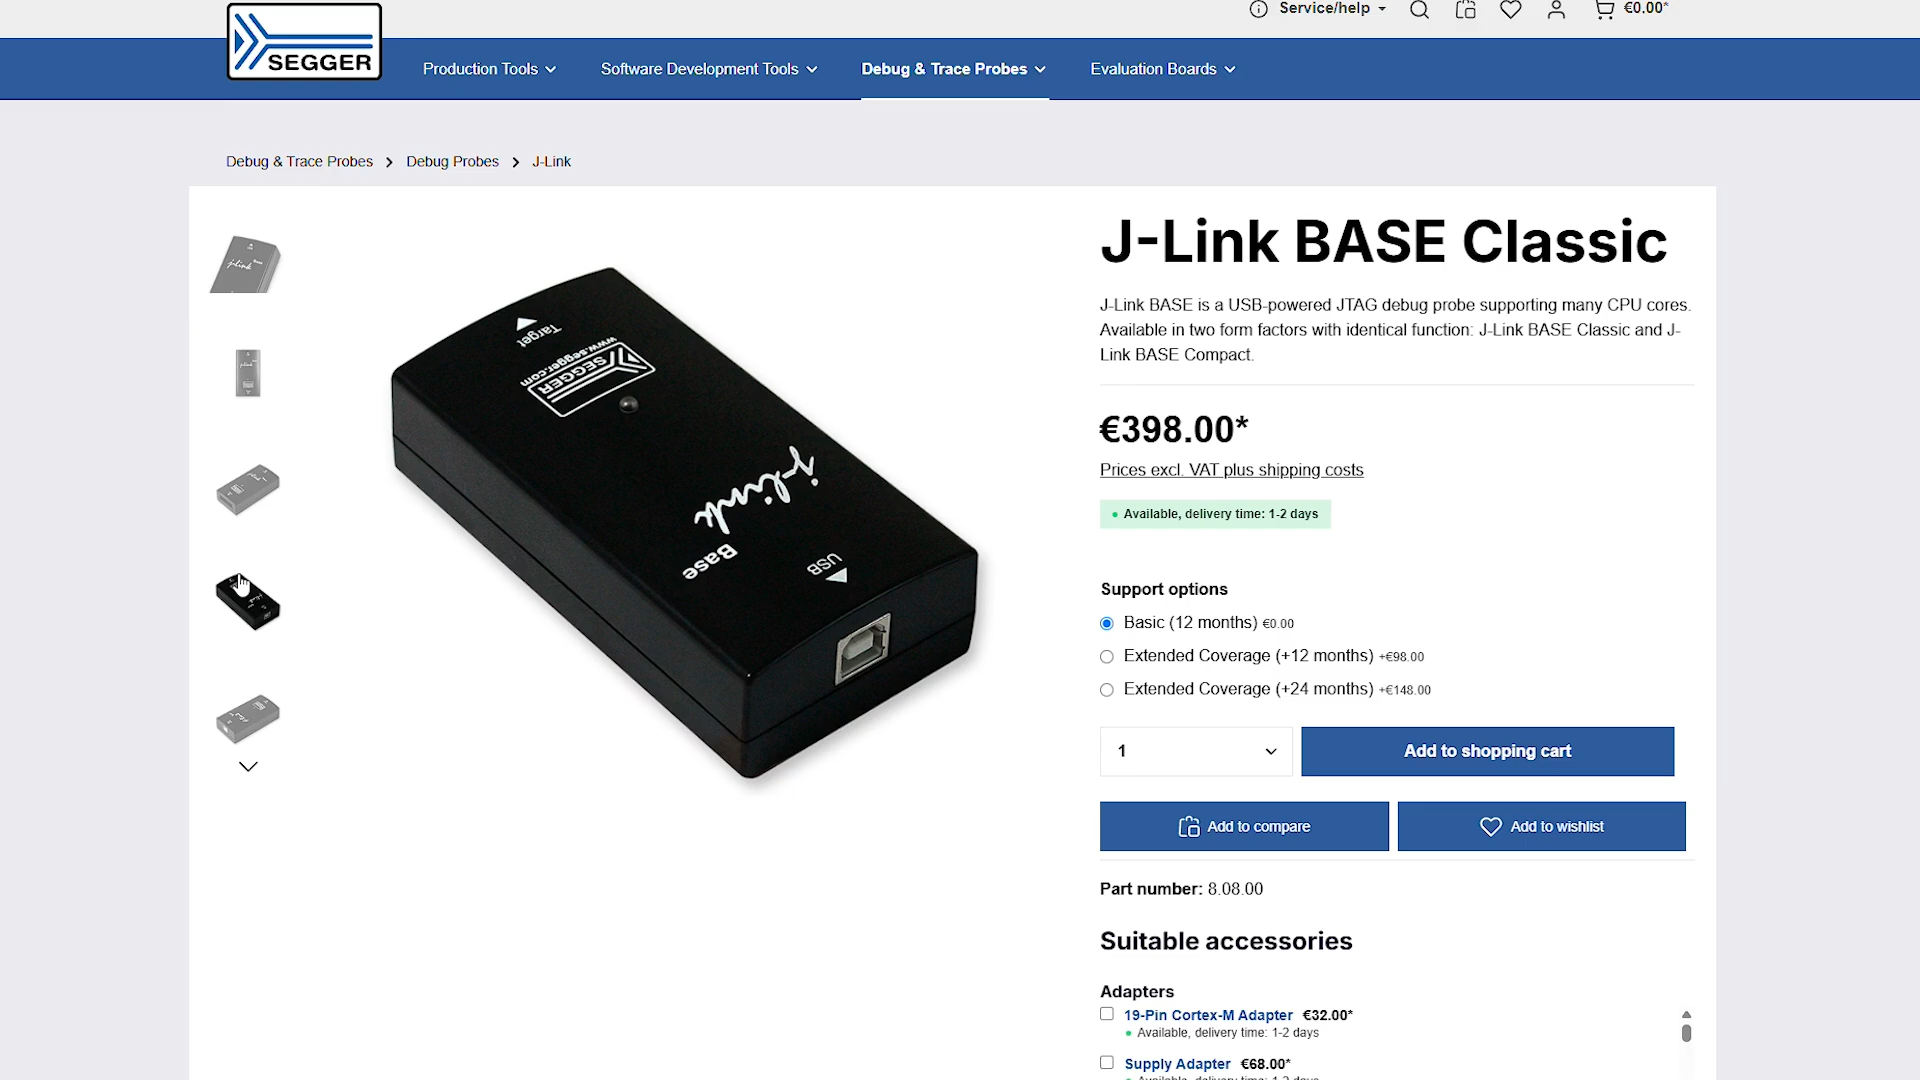 Service/help
€0.00*
SEGGER
Production Tools
Software Development Tools
Debug & Trace Probes
Evaluation Boards
Debug & Trace Probes
Debug Probes
J-Link
Target
www.segger.com
SEGGER
j-link
Base
USB
J-Link BASE Classic
J-Link BASE is a USB-powered JTAG debug probe supporting many CPU cores.
Available in two form factors with identical function: J-Link BASE Classic and J-
Link BASE Compact.
€398.00*
Prices excl. VAT plus shipping costs
Available, delivery time: 1-2 days
Support options
Basic (12 months) €0.00
Extended Coverage (+12 months) +€98.00
Extended Coverage (+24 months) +€148.00
1
Add to shopping cart
Add to compare
Add to wishlist
Part number: 8.08.00
Suitable accessories
Adapters
19-Pin Cortex-M Adapter €32.00*
Available, delivery time: 1-2 days
Supply Adapter €68.00*